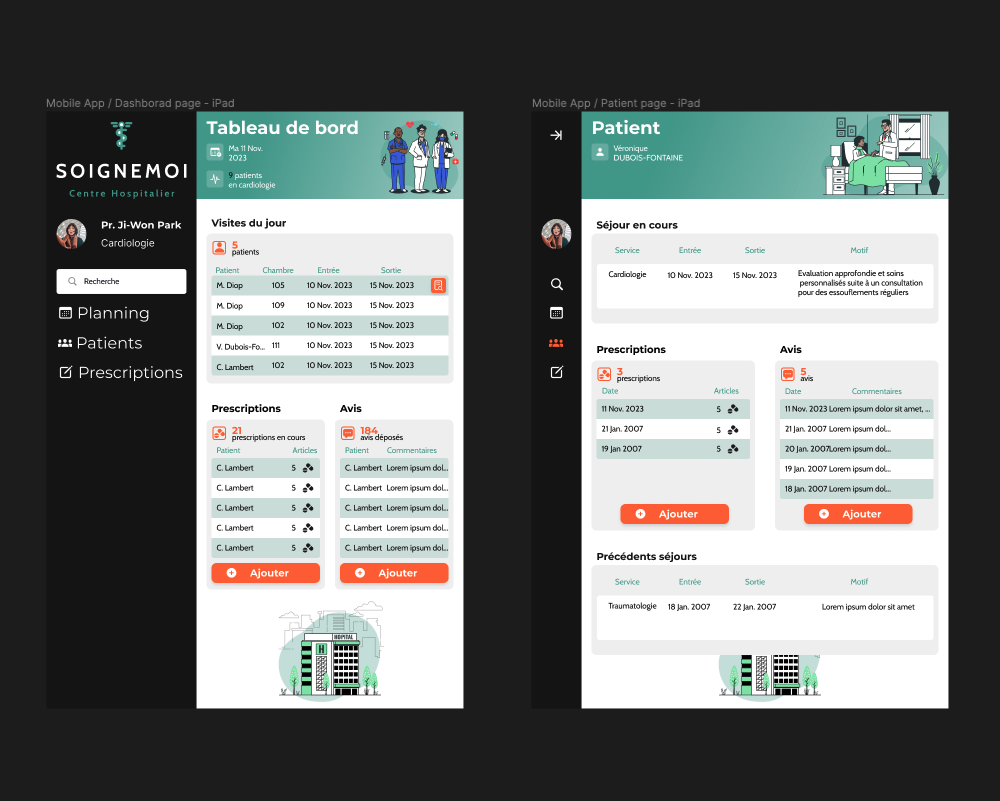 Mobile App / Dashborad page - iPad
SOIGNEMOI
Centre Hospitalier
Pr. Ji-Won Park
Cardiologie
Recherche
Planning
Patients
Prescriptions
Tableau de bord
Ma 11 Nov.
2023
9 patients
en cardiologie
Visites du jour
5
patients
Patient Chambre Entrée Sortie
M. Diop 105 10 Nov. 2023 15 Nov. 2023
M. Diop 109 10 Nov. 2023 15 Nov. 2023
M. Diop 102 10 Nov. 2023 15 Nov. 2023
V. Dubois-Fo... 111 10 Nov. 2023 15 Nov. 2023
C. Lambert 102 10 Nov. 2023 15 Nov. 2023
Prescriptions
21
prescriptions en cours
Patient Articles
C. Lambert 5
C. Lambert 5
C. Lambert 5
C. Lambert 5
C. Lambert 5
Ajouter
Avis
184
avis déposés
Patient Commentaires
C. Lambert Lorem ipsum dol...
C. Lambert Lorem ipsum dol...
C. Lambert Lorem ipsum dol...
C. Lambert Lorem ipsum dol...
C. Lambert Lorem ipsum dol...
Ajouter
HOPITAL
H
Mobile App / Patient page - iPad
Patient
Véronique
DUBOIS-FONTAINE
Séjour en cours
Service Entrée Sortie Motif
Cardiologie 10 Nov. 2023 15 Nov. 2023 Evaluation approfondie et soins
personnalisés suite à un consultation
pour des essouflements réguliers
Prescriptions
3
prescriptions
Date Articles
11 Nov. 2023 5
21 Jan. 2007 5
19 Jan 2007 5
Ajouter
Avis
5
avis
Date Commentaires
11 Nov. 2023 Lorem ipsum dolor sit amet, ...
21 Jan. 2007 Lorem ipsum dol...
20 Jan. 2007Lorem ipsum dol...
19 Jan. 2007 Lorem ipsum dol...
18 Jan. 2007 Lorem ipsum dol...
Ajouter
Précédents séjours
Service Entrée Sortie Motif
Traumatologie 18 Jan. 2007 22 Jan. 2007 Lorem ipsum dolor sit amet